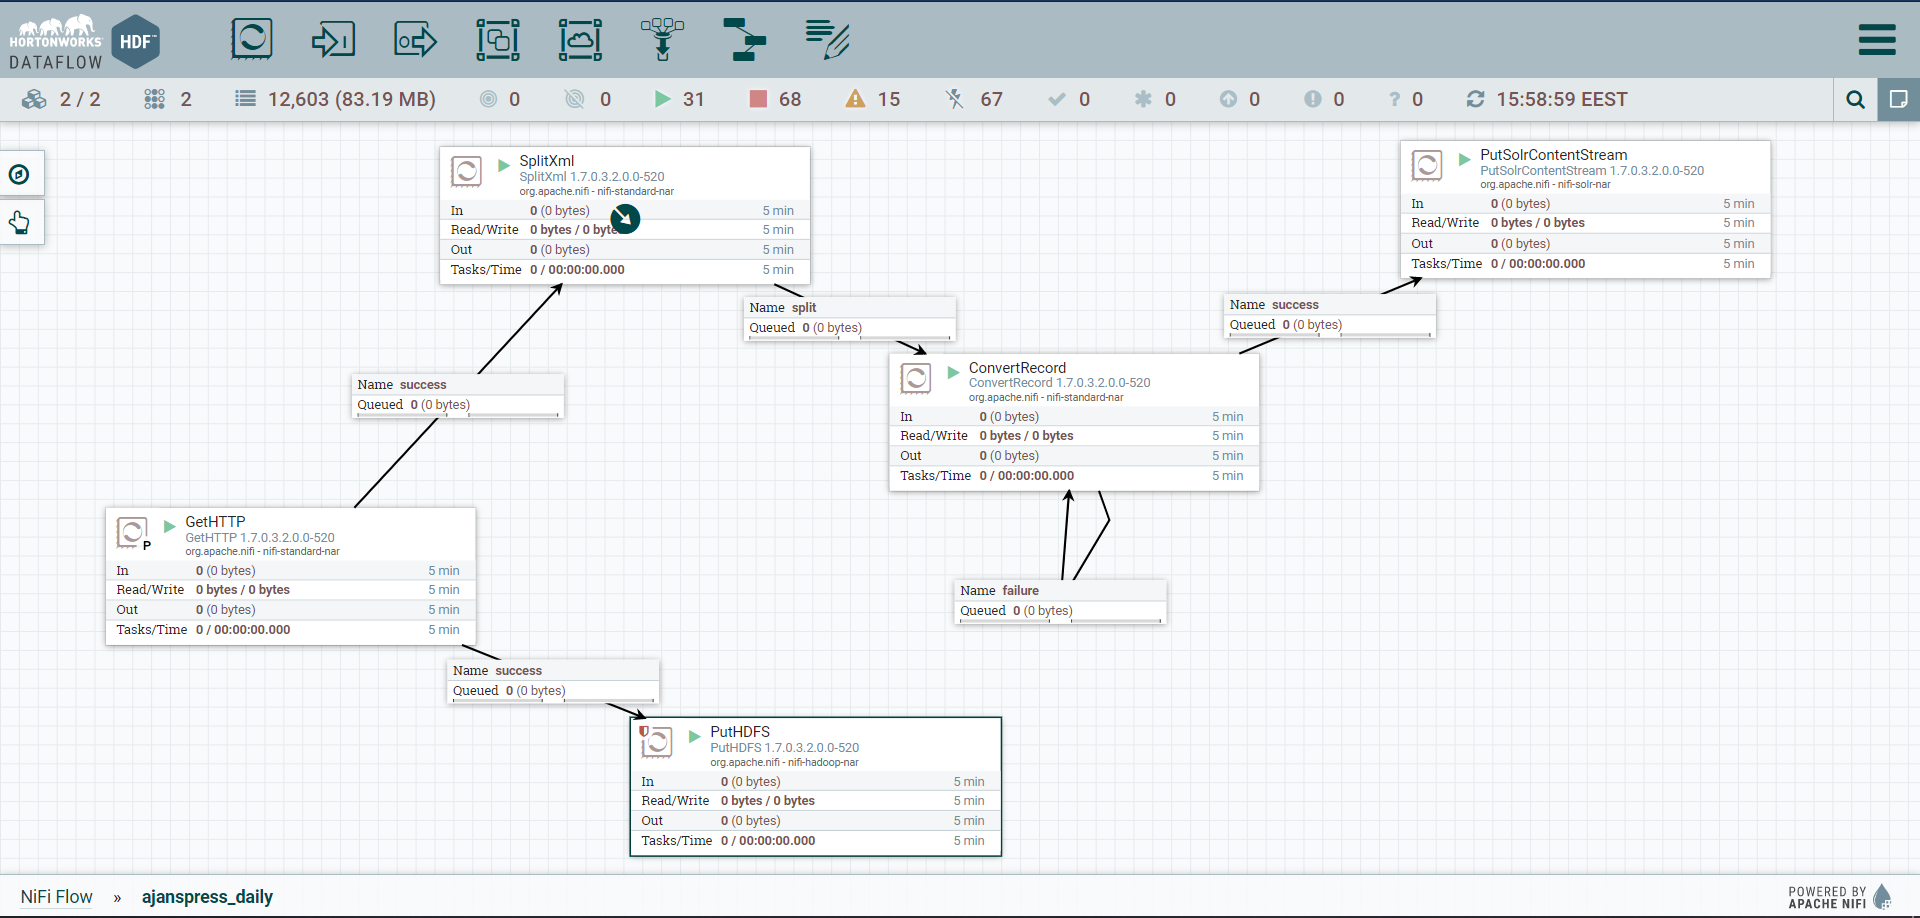 HORTONWORKS
DATAFLOW
HDF™
2 / 2
2
12,603 (83.19 MB)
0
0
31
68
15
67
0
0
0
0
? 0
15:58:59 EEST
SplitXml
SplitXml 1.7.0.3.2.0.0-520
org.apache.nifi - nifi-standard-nar
In 0 (0 bytes) 5 min
Read/Write 0 bytes / 0 byte 5 min
Out 0 (0 bytes) 5 min
Tasks/Time 0 / 00:00:00.000 5 min
PutSolrContentStream
PutSolrContentStream 1.7.0.3.2.0.0-520
org.apache.nifi - nifi-solr-nar
In 0 (0 bytes) 5 min
Read/Write 0 bytes / 0 bytes 5 min
Out 0 (0 bytes) 5 min
Tasks/Time 0 / 00:00:00.000 5 min
Name split
Queued 0 (0 bytes)
Name success
Queued 0 (0 bytes)
ConvertRecord
ConvertRecord 1.7.0.3.2.0.0-520
org.apache.nifi - nifi-standard-nar
In 0 (0 bytes) 5 min
Read/Write 0 bytes / 0 bytes 5 min
Out 0 (0 bytes) 5 min
Tasks/Time 0 / 00:00:00.000 5 min
Name success
Queued 0 (0 bytes)
GetHTTP
GetHTTP 1.7.0.3.2.0.0-520
P
org.apache.nifi - nifi-standard-nar
In 0 (0 bytes) 5 min
Read/Write 0 bytes / 0 bytes 5 min
Out 0 (0 bytes) 5 min
Tasks/Time 0 / 00:00:00.000 5 min
Name failure
Queued 0 (0 bytes)
Name success
Queued 0 (0 bytes)
PutHDFS
PutHDFS 1.7.0.3.2.0.0-520
org.apache.nifi - nifi-hadoop-nar
In 0 (0 bytes) 5 min
Read/Write 0 bytes / 0 bytes 5 min
Out 0 (0 bytes) 5 min
Tasks/Time 0 / 00:00:00.000 5 min
NiFi Flow » ajanspress_daily
POWERED BY
APACHE NIFI